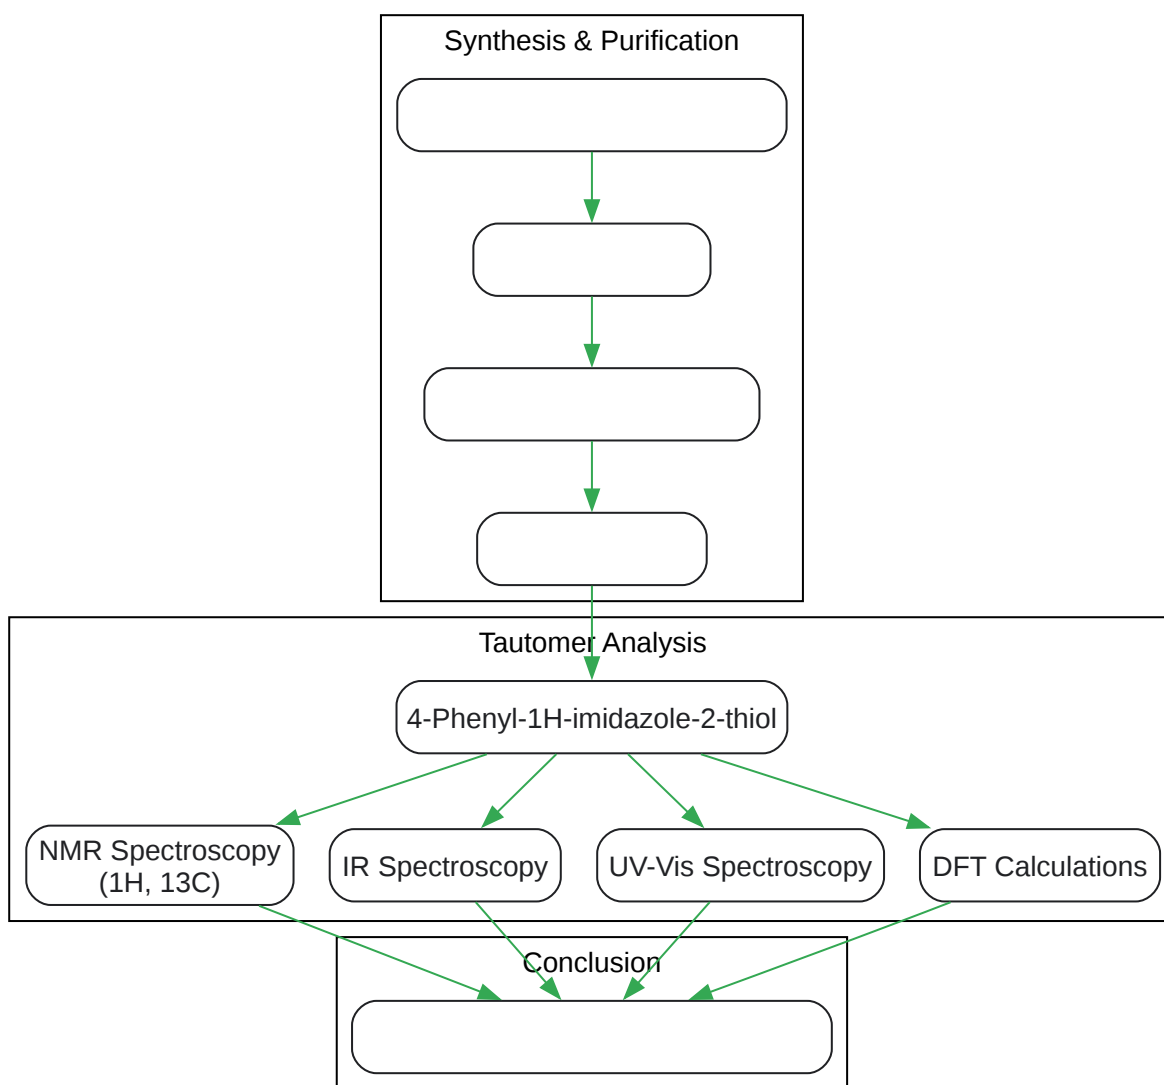 Synthesis & Purification
Tautomer Analysis
4-Phenyl-1H-imidazole-2-thiol
NMR Spectroscopy
(1H, 13C)
IR Spectroscopy
UV-Vis Spectroscopy
DFT Calculations
Conclusion